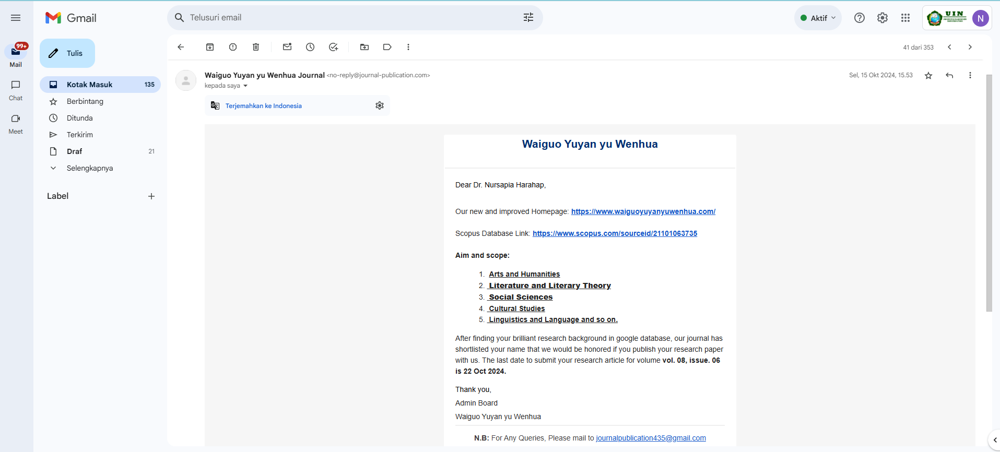 Gmail
Telusuri email
Aktif
UIN
N
99+
Mail
Chat
Meet
Tulis
Kotak Masuk 135
Berbintang
Ditunda
Terkirim
Draf 21
Selengkapnya
Label
41 dari 353
Waiguo Yuyan yu Wenhua Journal <no-reply@journal-publication.com>
Sel, 15 Okt 2024, 15.53
kepada saya
Terjemahkan ke Indonesia
Waiguo Yuyan yu Wenhua
Dear Dr. Nursapia Harahap,
Our new and improved Homepage: https://www.waiguoyuyanyuwenhua.com/
Scopus Database Link: https://www.scopus.com/sourceid/21101063735
Aim and scope:
1. Arts and Humanities
2. Literature and Literary Theory
3. Social Sciences
4. Cultural Studies
5. Linguistics and Language and so on.
After finding your brilliant research background in google database, our journal has
shortlisted your name that we would be honored if you publish your research paper
with us. The last date to submit your research article for volume vol. 08, issue. 06
is 22 Oct 2024.
Thank you,
Admin Board
Waiguo Yuyan yu Wenhua
N.B: For Any Queries, Please mail to journalpublication435@gmail.com